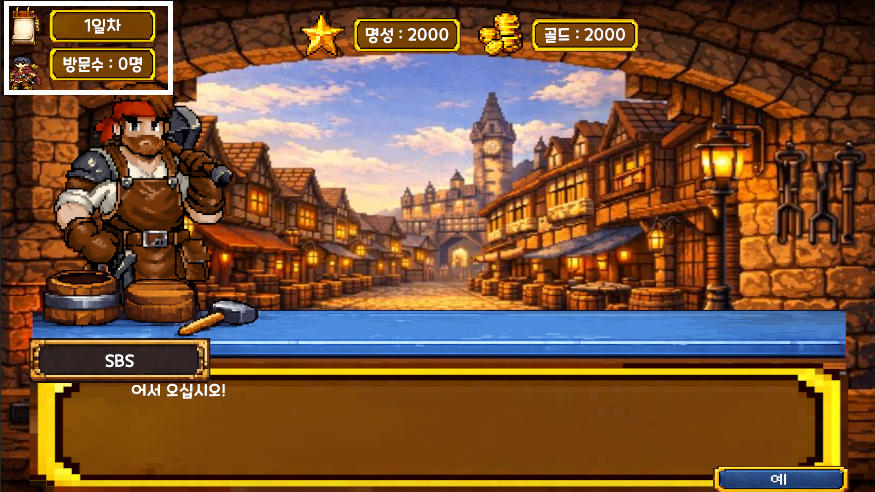 1일차
방문수 : 0명
명성 : 2000
골드 : 2000
SBS
어서 오십시오!
예